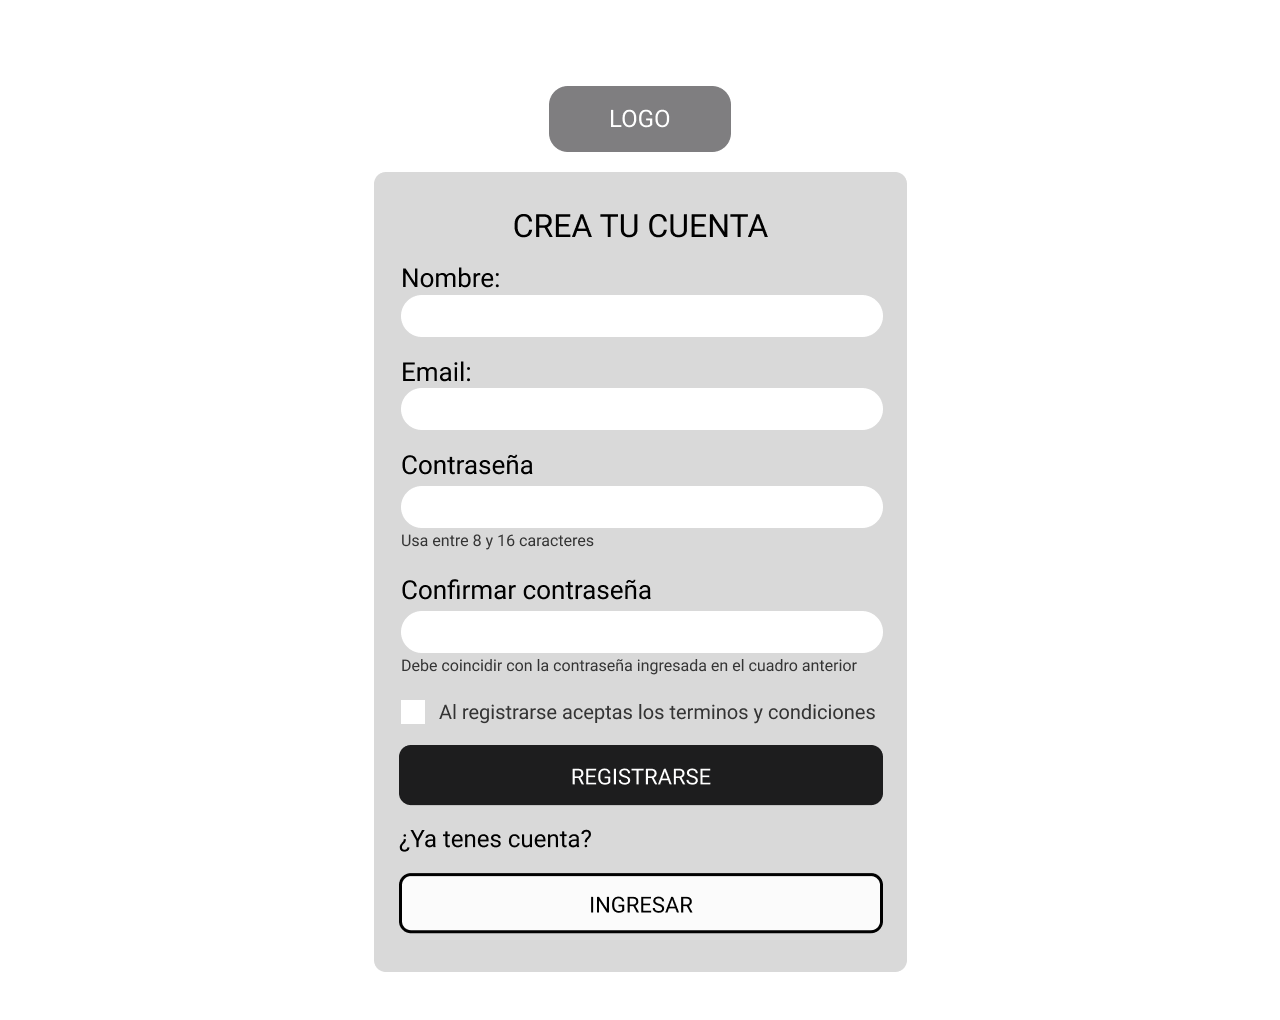 LOGO
CREA TU CUENTA
Nombre:
Email:
Contraseña
Usa entre 8 y 16 caracteres
Confirmar contraseña
Debe coincidir con la contraseña ingresada en el cuadro anterior
Al registrarse aceptas los terminos y condiciones
REGISTRARSE
¿Ya tenes cuenta?
INGRESAR